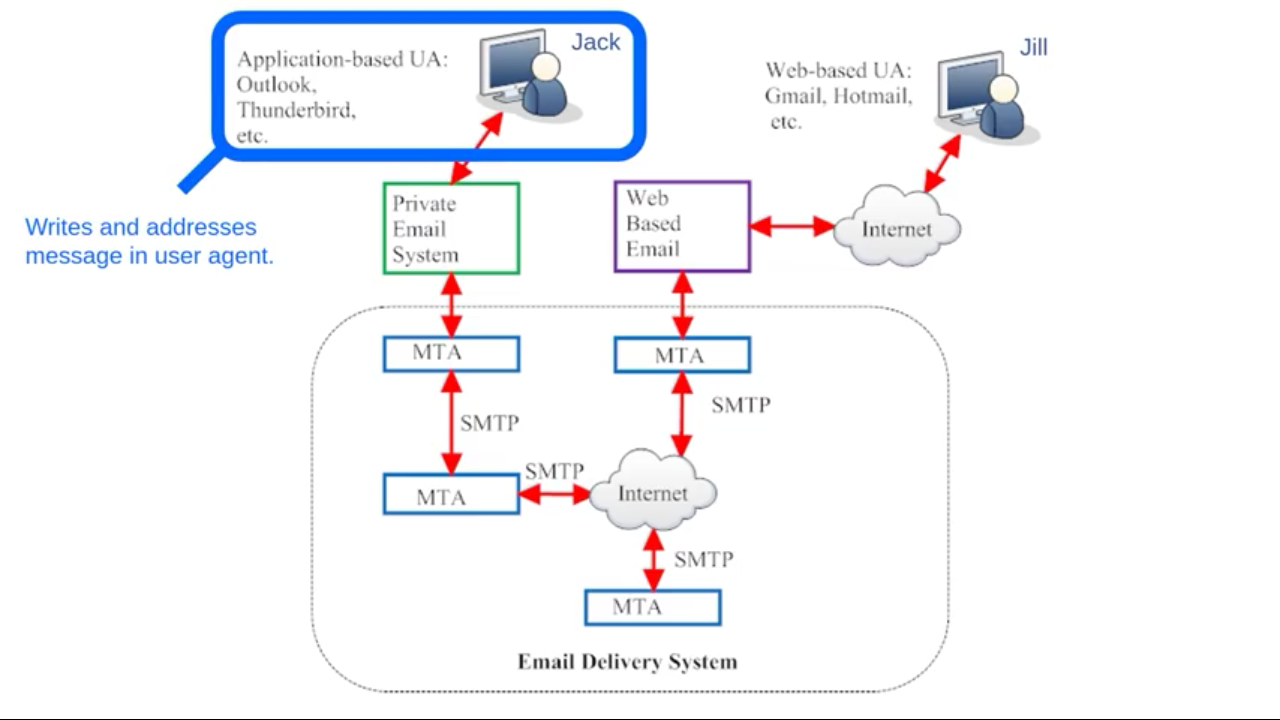 Jack
Application-based UA:
Outlook,
Thunderbird,
etc.
Jill
Web-based UA:
Gmail, Hotmail,
etc.
Writes and addresses
message in user agent.
Private
Email
System
Web
Based
Email
Internet
MTA
MTA
SMTP
SMTP
MTA
SMTP
Internet
SMTP
MTA
Email Delivery System